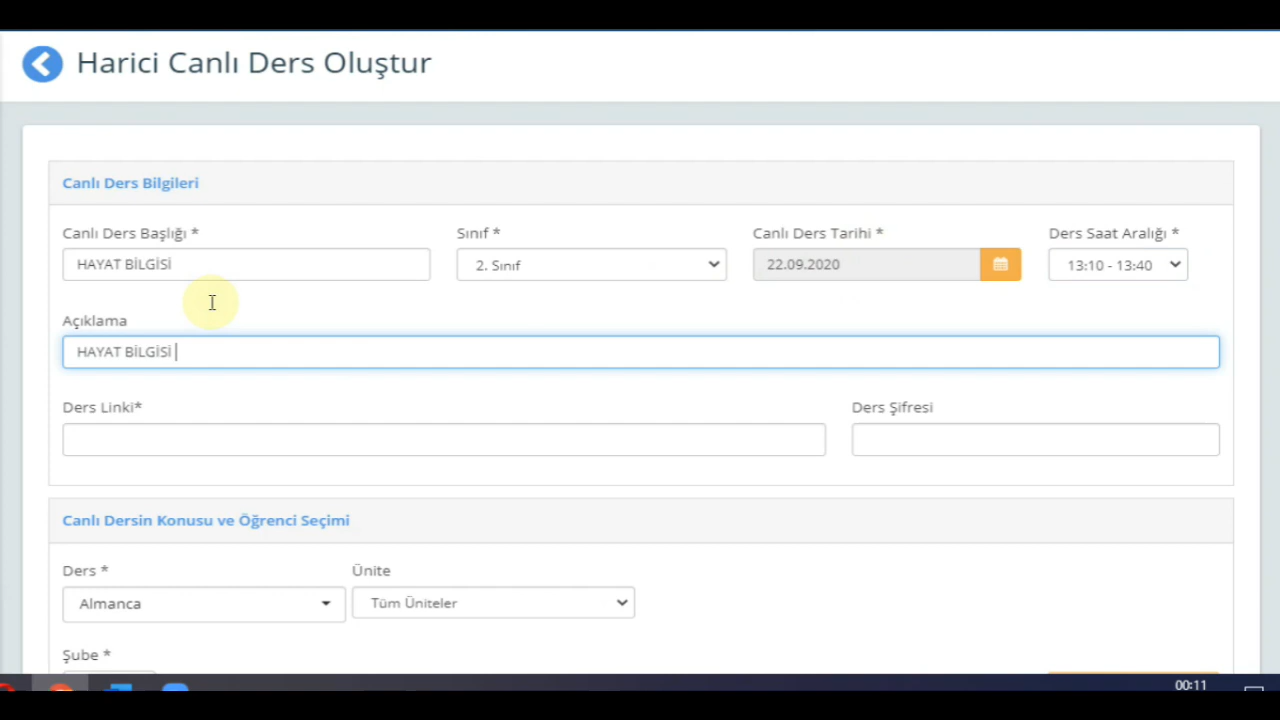 Harici Canlı Ders Oluştur
Canlı Ders Bilgileri
Canlı Ders Başlığı *
Sınıf *
Canlı Ders Tarihi *
Ders Saat Aralığı *
HAYAT BİLGİSİ
2. Sınıf
22.09.2020
13:10 - 13:40
Açıklama
HAYAT BİLGİSİ
Ders Linki*
Ders Şifresi
Canlı Dersin Konusu ve Öğrenci Seçimi
Ders *
Ünite
Almanca
Tüm Üniteler
Şube *
00:11